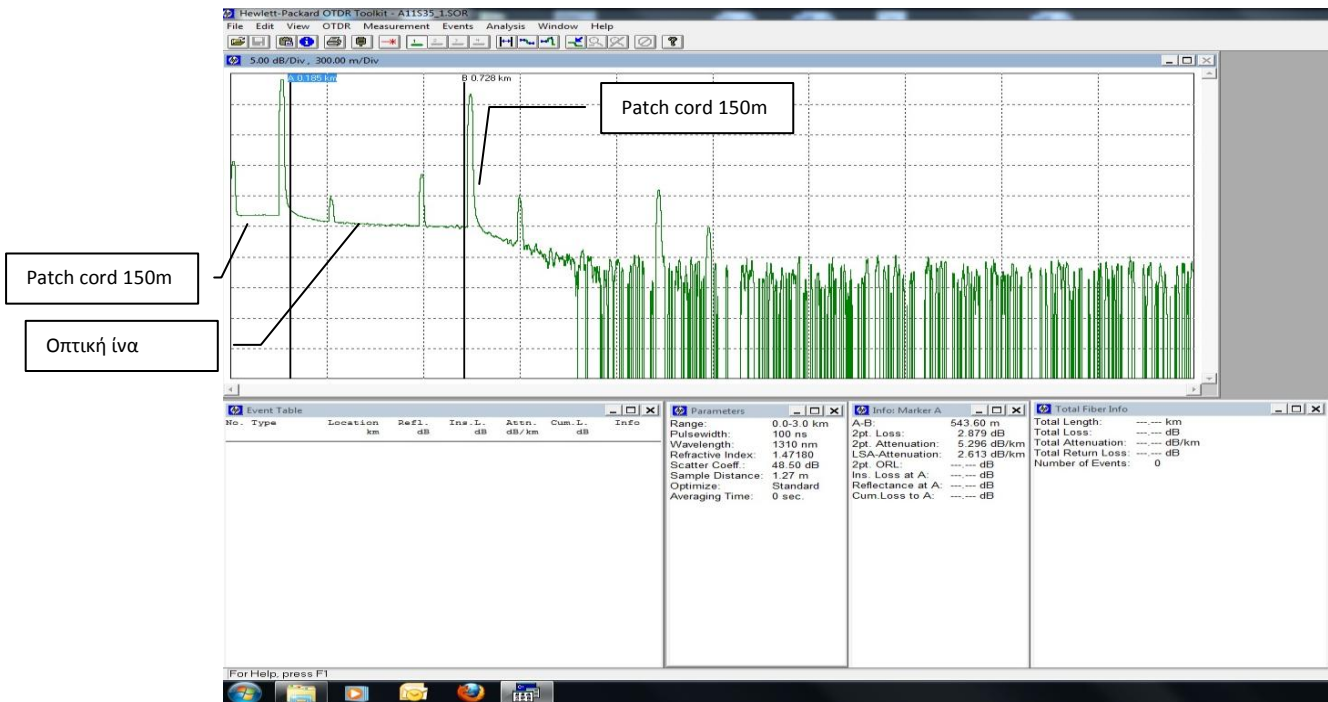 Hewlett-Packard OTDR Toolkit - A11S35_1.SOR
File Edit View OTDR Measurement Events Analysis Window Help
5.00 dB/Div., 300.00 m/Div
A 0.185 km
B 0.728 km
Patch cord 150m
Patch cord 150m
Οπτική ίνα
Event Table
No. Type Location Refl. Ins.L. Attn. Cum.L. Info
km dB dB dB/km dB
Parameters
Range: 0.0-3.0 km
Pulsewidth: 100 ns
Wavelength: 1310 nm
Refractive Index: 1.47180
Scatter Coeff.: 48.50 dB
Sample Distance: 1.27 m
Optimize: Standard
Averaging Time: 0 sec.
Info: Marker A
A-B: 543.60 m
2pt. Loss: 2.879 dB
2pt. Attenuation: 5.296 dB/km
LSA-Attenuation: 2.613 dB/km
2pt. ORL: ---.--- dB
Ins. Loss at A: ---.--- dB
Reflectance at A: ---.--- dB
Cum.Loss to A: ---.--- dB
Total Fiber Info
Total Length: ---.--- km
Total Loss: ---.--- dB
Total Attenuation: ---.--- dB/km
Total Return Loss: ---.--- dB
Number of Events: 0
For Help, press F1